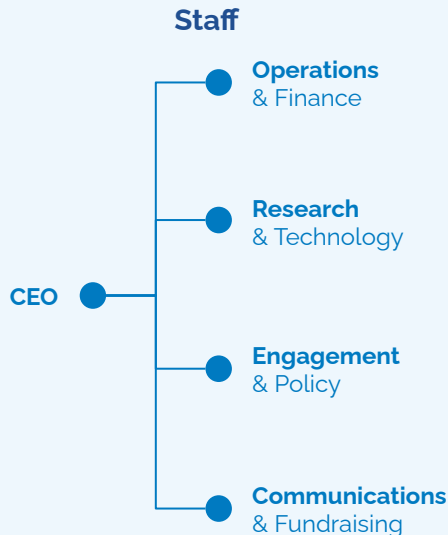 Staff
Operations
& Finance
Research
& Technology
CEO
Engagement
& Policy
Communications
& Fundraising